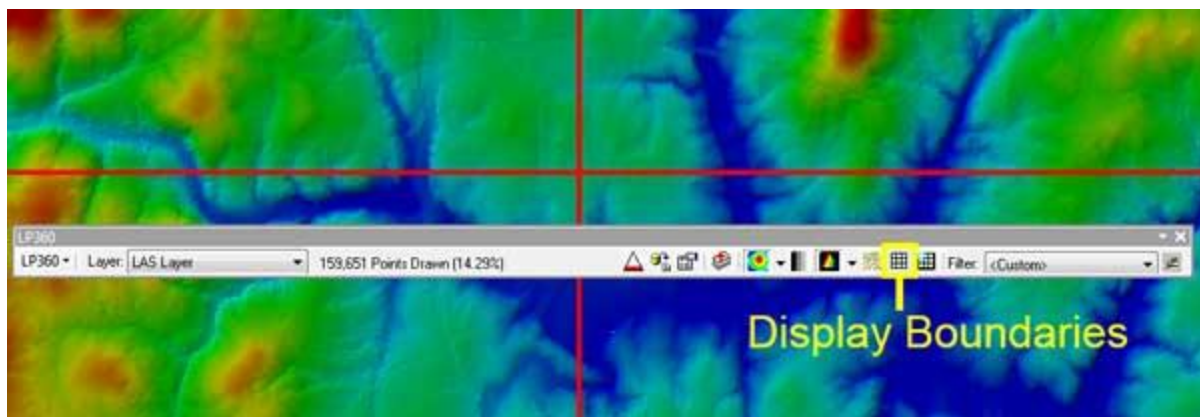 LP360
LP360 Layer: LAS Layer 159,651 Points Drawn (14.29%) Filter: <Custom>
Display Boundaries